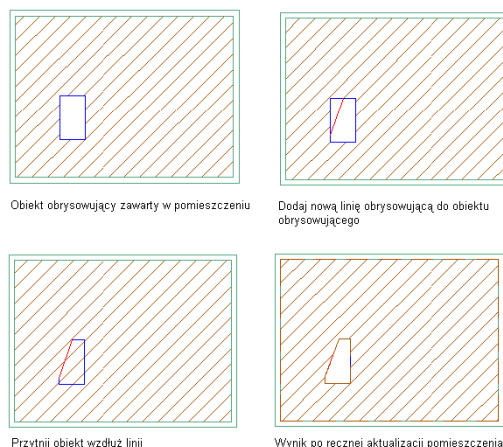 Obiekt obrysowujący zawarty w pomieszczeniu
Dodaj nową linię obrysowującą do obiektu
obrysowującego
Przytnij obiekt wzdłuż linii
Wynik po ręcznej aktualizacji pomieszczenia